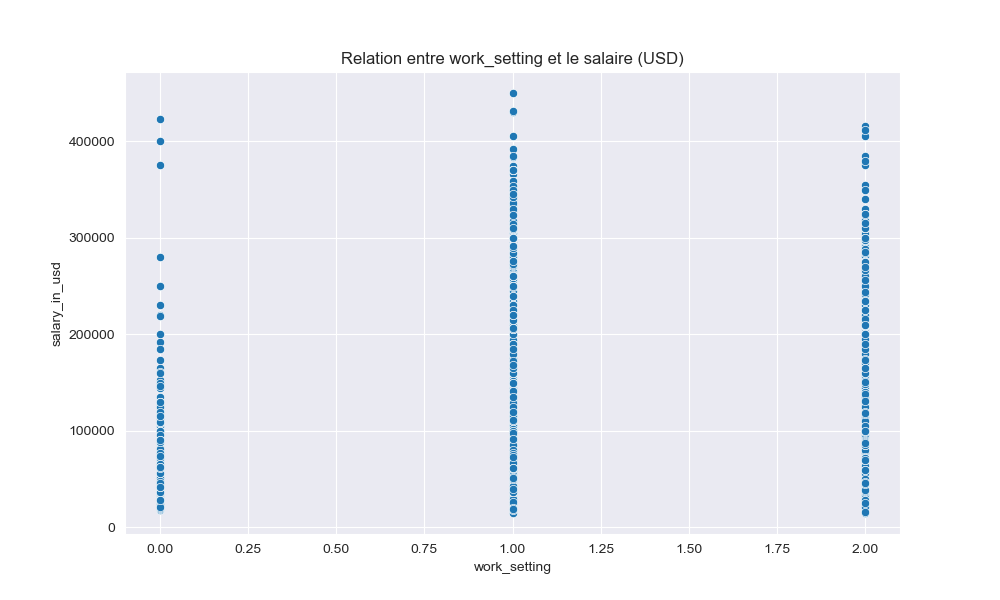 Relation entre work_setting et le salaire (USD)
400000
300000
200000
100000
0
salary_in_usd
0.00 0.25 0.50 0.75 1.00 1.25 1.50 1.75 2.00
work_setting